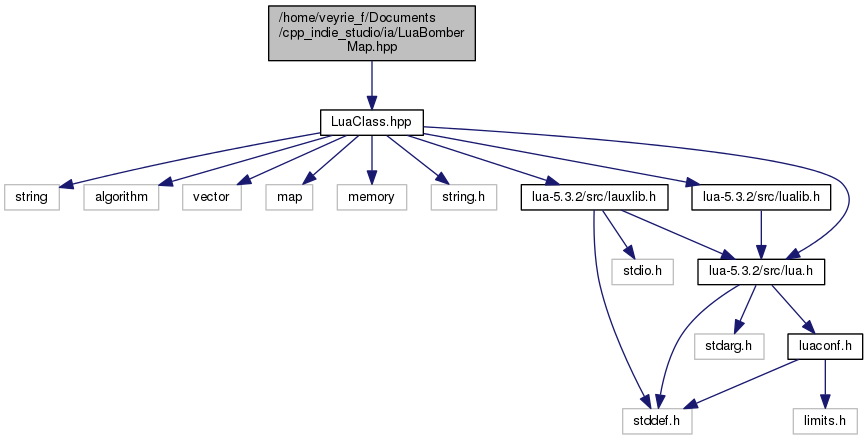 /home/veyrie_f/Documents
/cpp_indie_studio/ia/LuaBomber
Map.hpp
LuaClass.hpp
string
algorithm
vector
map
memory
string.h
lua-5.3.2/src/lauxlib.h
lua-5.3.2/src/lualib.h
stdio.h
lua-5.3.2/src/lua.h
stdarg.h
luaconf.h
stddef.h
limits.h